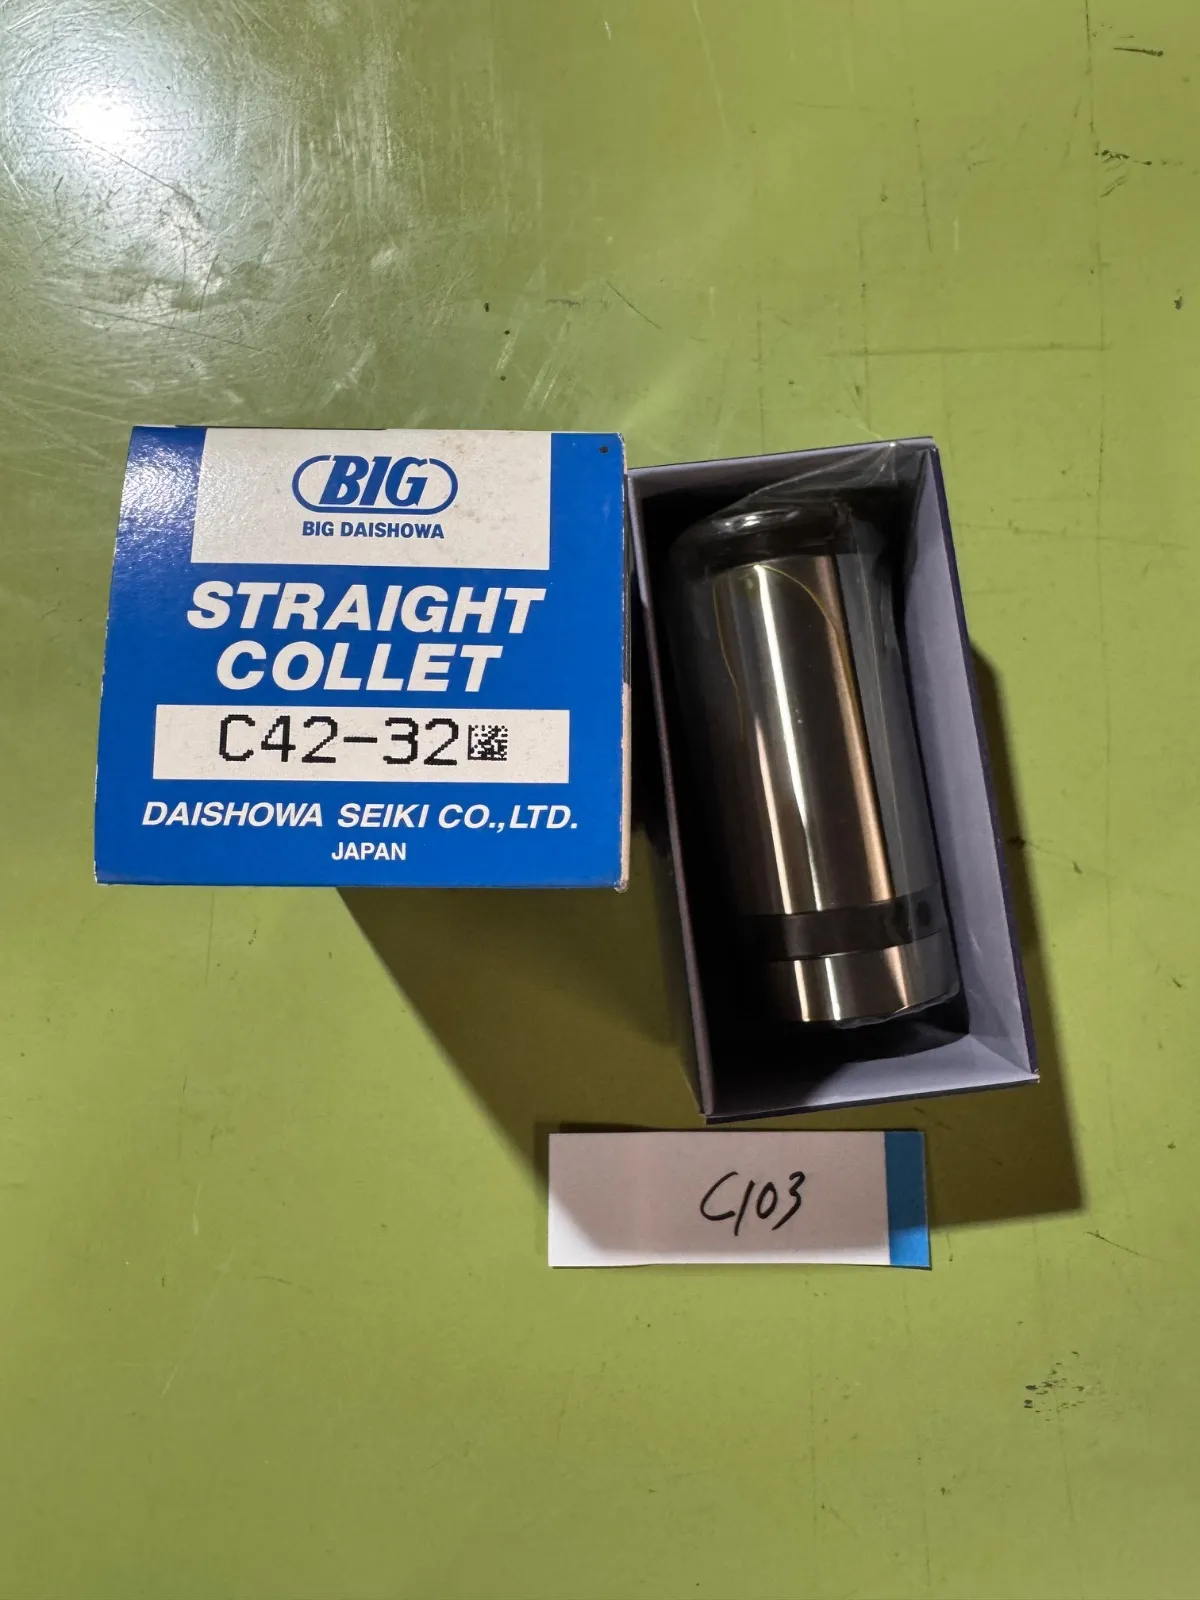 BIG
BIG DAISHOWA
STRAIGHT
COLLET
C42-32
DAISHOWA SEIKI CO.,LTD.
JAPAN
C103